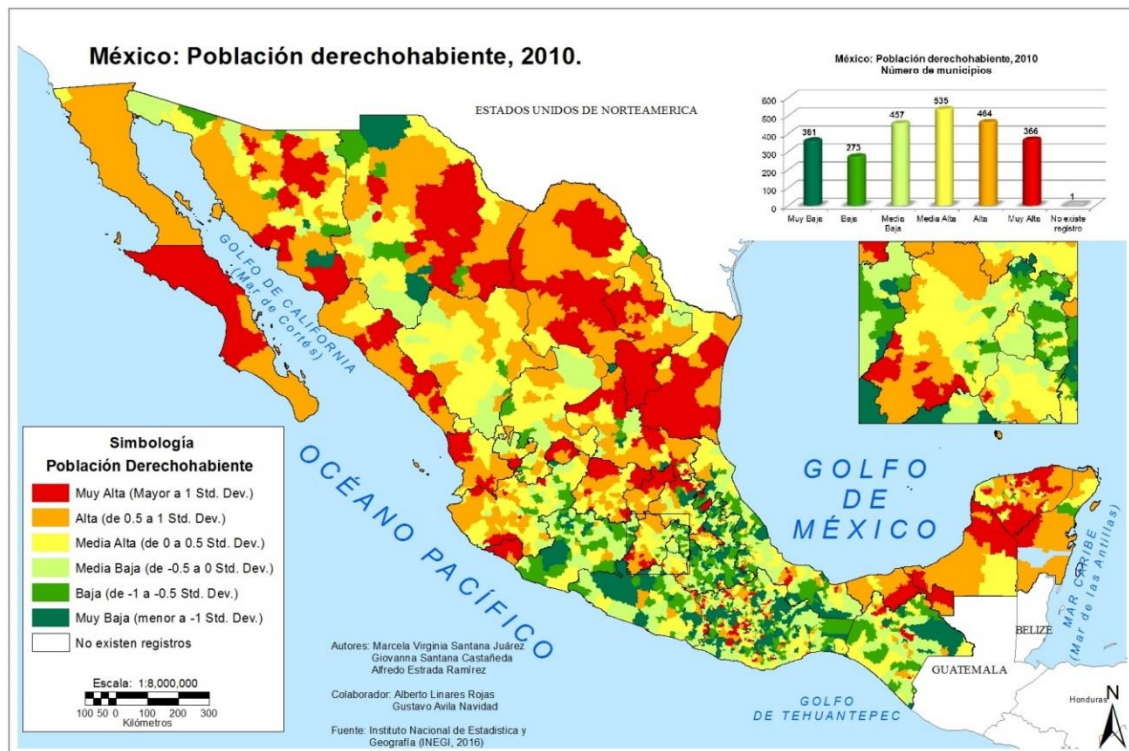 México: Población derechohabiente, 2010.
México: Población derechohabiente, 2010
Número de municipios
600
500
400
300
200
100
0
361
273
457
535
464
366
1
Muy Baja
Baja
Media
Baja
Media Alta
Alta
Muy Alta
No existe
registro
ESTADOS UNIDOS DE NORTEAMERICA
GOLFO DE CALIFORNIA
(Mar de Cortés)
OCÉANO PACÍFICO
GOLFO
DE
MÉXICO
MAR CARIBE
(Mar de las Antillas)
BELIZE
GUATEMALA
Honduras
GOLFO
DE TEHUANTEPEC
N
Simbología
Población Derechohabiente
Muy Alta (Mayor a 1 Std. Dev.)
Alta (de 0.5 a 1 Std. Dev.)
Media Alta (de 0 a 0.5 Std. Dev.)
Media Baja (de -0.5 a 0 Std. Dev.)
Baja (de -1 a -0.5 Std. Dev.)
Muy Baja (menor a -1 Std. Dev.)
No existen registros
Escala: 1:8,000,000
100 50 0 100 200 300
Kilómetros
Autores: Marcela Virginia Santana Juárez
Giovanna Santana Castañeda
Alfredo Estrada Ramírez
Colaborador: Alberto Linares Rojas
Gustavo Avila Navidad
Fuente: Instituto Nacional de Estadistica y
Geografía (INEGI, 2016)